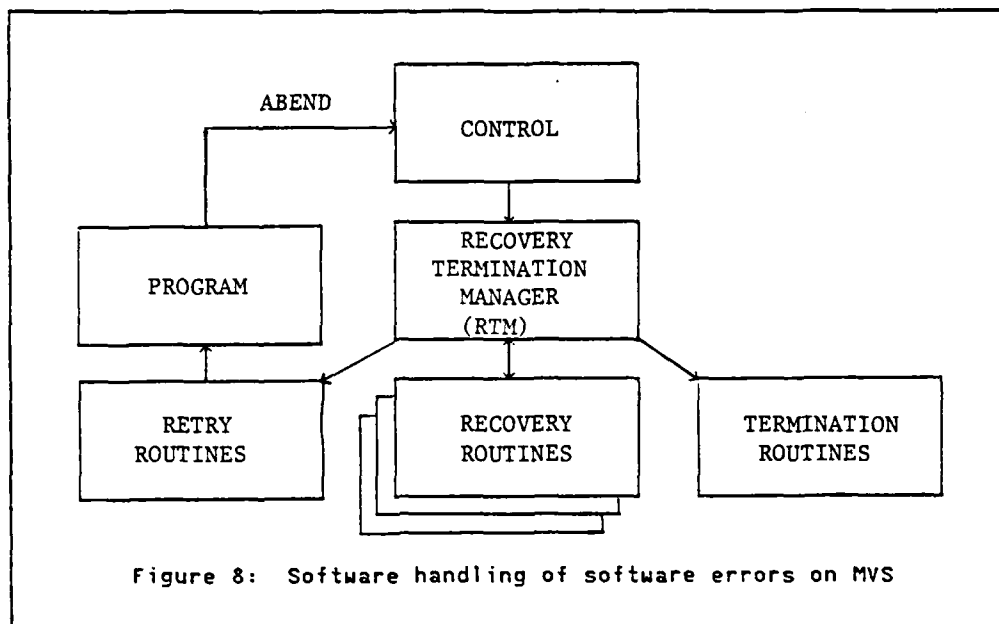 ABEND
CONTROL
PROGRAM
RECOVERY
TERMINATION
MANAGER
(RTM)
RETRY
ROUTINES
RECOVERY
ROUTINES
TERMINATION
ROUTINES
Figure 8: Software handling of software errors on MVS